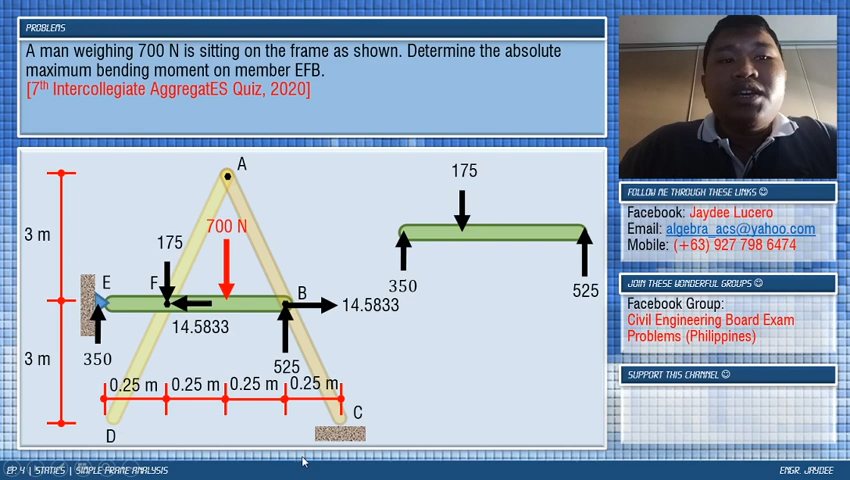 PROBLEMS
A man weighing 700 N is sitting on the frame as shown. Determine the absolute
maximum bending moment on member EFB.
[7th Intercollegiate AggregatES Quiz, 2020]
A
3 m
700 N
175
E
F
B
14.5833
14.5833
350
525
3 m
0.25 m
0.25 m
0.25 m
0.25 m
C
D
175
350
525
FOLLOW ME THROUGH THESE LINKS ☺
Facebook: Jaydee Lucero
Email: algebra_acs@yahoo.com
Mobile: (+63) 927 798 6474
JOIN THESE WONDERFUL GROUPS ☺
Facebook Group:
Civil Engineering Board Exam
Problems (Philippines)
SUPPORT THIS CHANNEL ☺
EP. 4 | STATICS | SIMPLE FRAME ANALYSIS
ENGR. JAYDEE